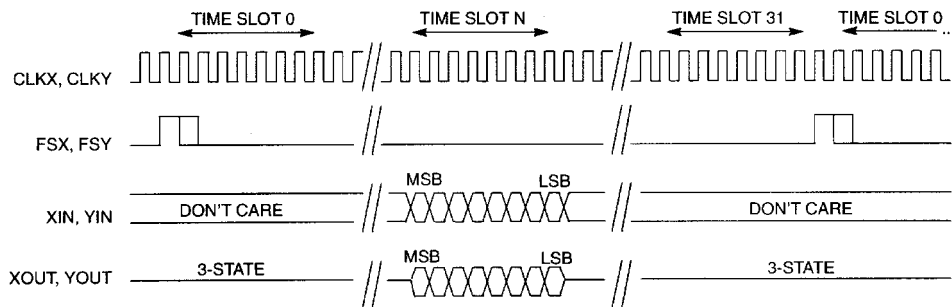 TIME SLOT 0 TIME SLOT N TIME SLOT 31 TIME SLOT 0 ..
CLKX, CLKY
FSX, FSY
MSB LSB
XIN, YIN DON'T CARE DON'T CARE
MSB LSB
XOUT, YOUT 3-STATE 3-STATE